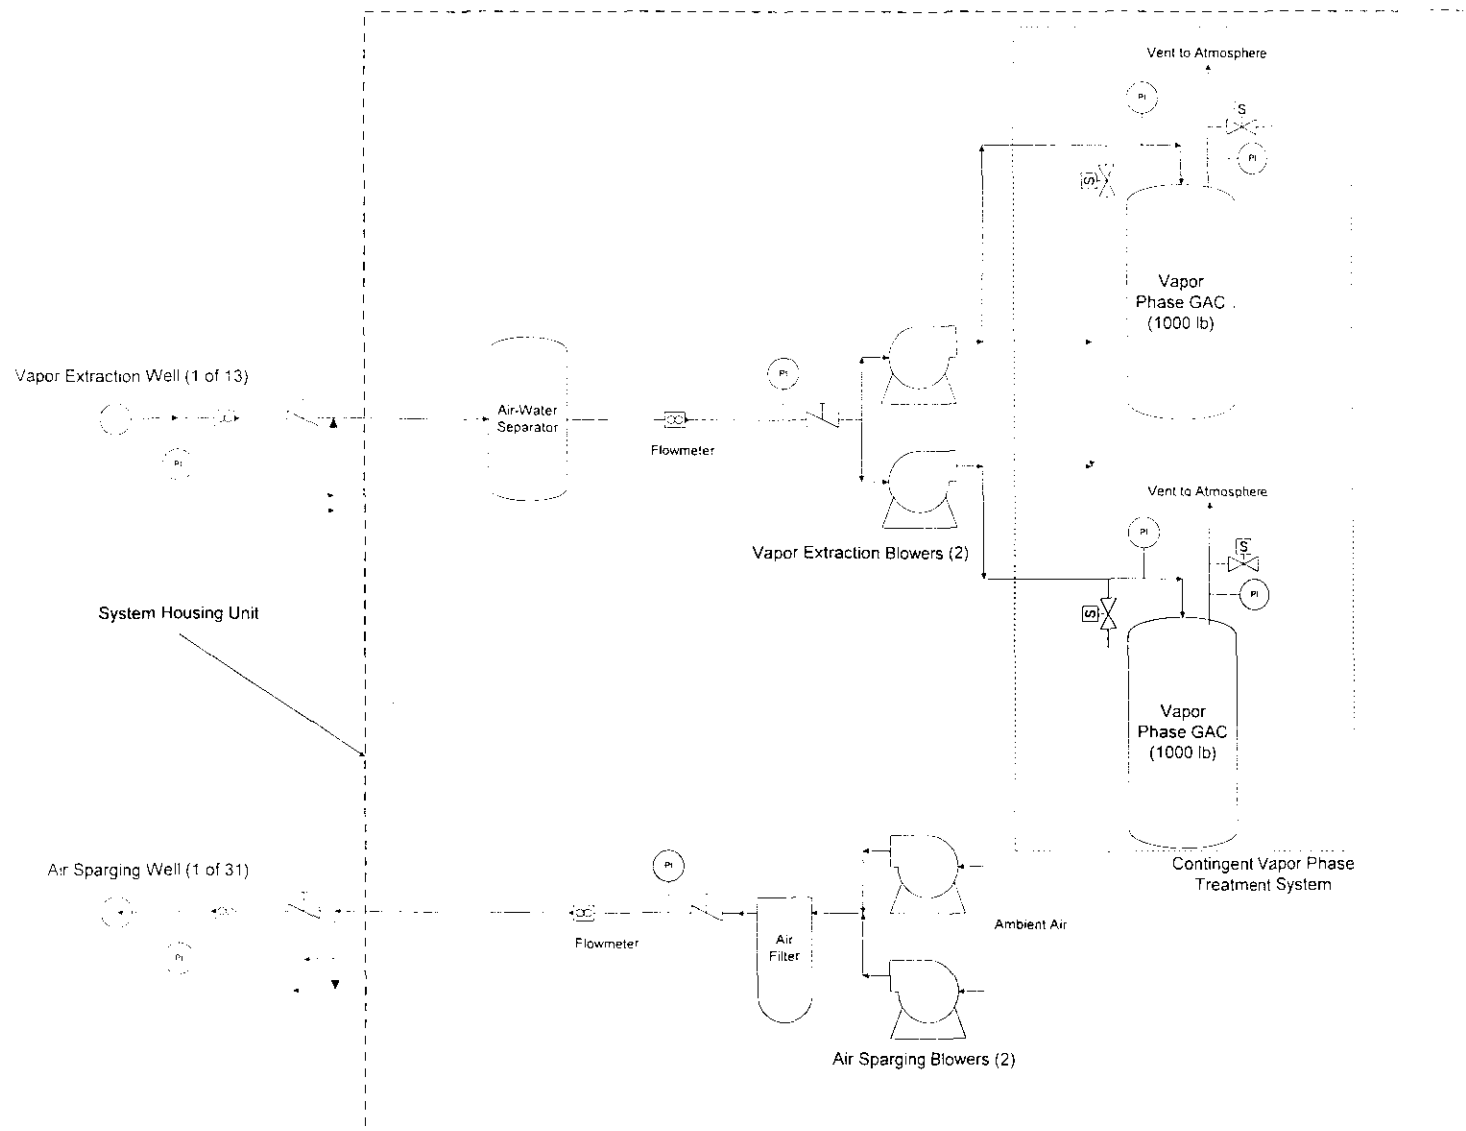 Vent to Atmosphere
PI
S
PI
S
Vapor
Phase GAC
(1000 lb)
Vapor Extraction Well (1 of 13)
PI
Air-Water
Separator
Flowmeter
PI
PI
Vapor Extraction Blowers (2)
Vent to Atmosphere
PI
S
PI
S
System Housing Unit
Vapor
Phase GAC
(1000 lb)
Contingent Vapor Phase
Treatment System
Air Sparging Well (1 of 31)
PI
PI
Flowmeter
Air
Filter
Ambient Air
Air Sparging Blowers (2)